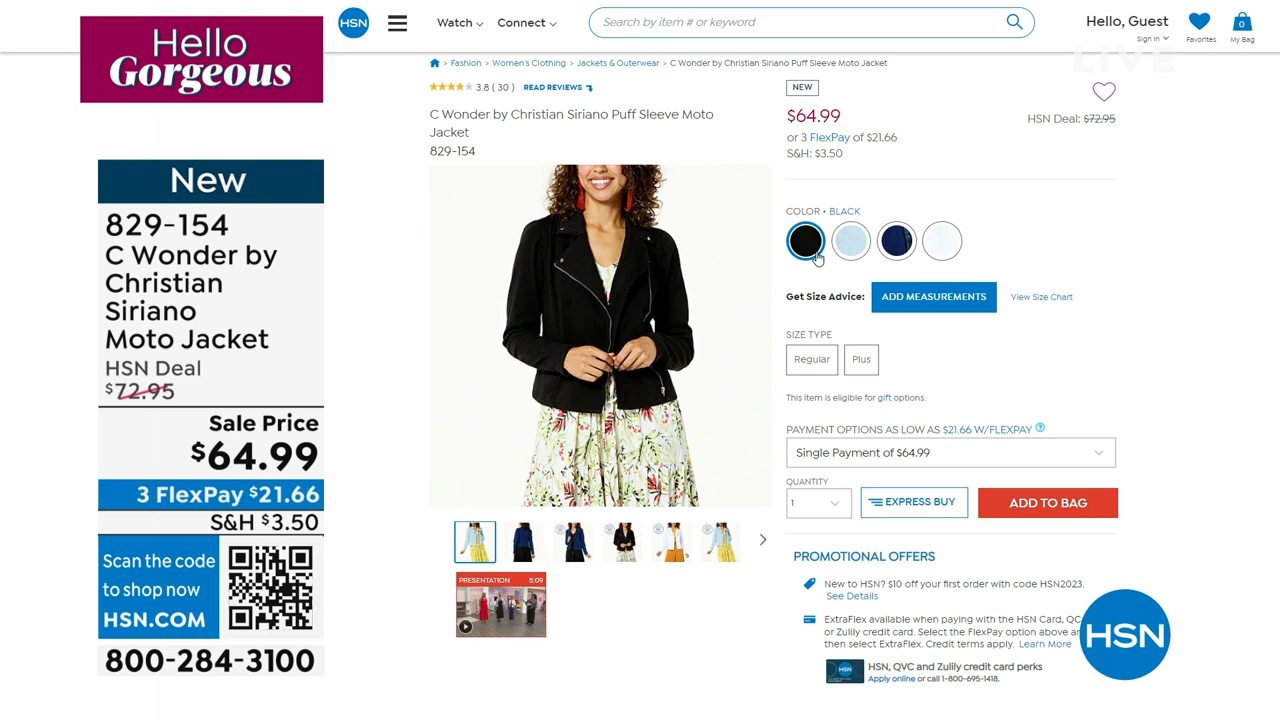 Hello
Gorgeous
New
829-154
C Wonder by
Christian
Siriano
Moto Jacket
HSN Deal
$72.95
Sale Price
$64.99
3 FlexPay $21.66
S&H $3.50
Scan the code
to shop now
HSN.COM
800-284-3100
HSN
Watch
Connect
Search by item # or keyword
Hello, Guest
Sign in
Favorites
0
My Bag
LIVE
> Fashion > Women's Clothing > Jackets & Outerwear > C Wonder by Christian Siriano Puff Sleeve Moto Jacket
3.8 ( 30 ) READ REVIEWS
C Wonder by Christian Siriano Puff Sleeve Moto
Jacket
829-154
PRESENTATION 5:09
NEW
$64.99
HSN Deal: $72.95
or 3 FlexPay of $21.66
S&H: $3.50
COLOR • BLACK
Get Size Advice: ADD MEASUREMENTS View Size Chart
SIZE TYPE
Regular Plus
This item is eligible for gift options.
PAYMENT OPTIONS AS LOW AS $21.66 W/FLEXPAY ?
Single Payment of $64.99
QUANTITY
1 EXPRESS BUY ADD TO BAG
PROMOTIONAL OFFERS
New to HSN? $10 off your first order with code HSN2023.
See Details
ExtraFlex available when paying with the HSN Card, QC
or Zulily credit card. Select the FlexPay option above an
then select ExtraFlex. Credit terms apply. Learn More
HSN, QVC and Zulily credit card perks
Apply online or call 1-800-695-1418.
HSN